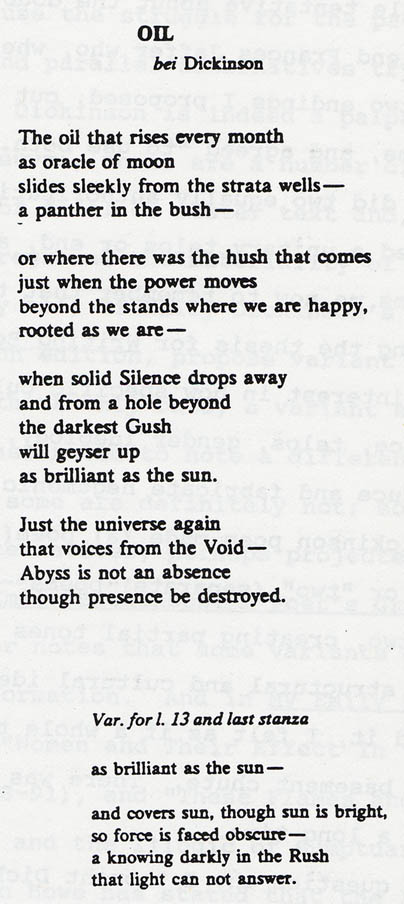 OIL
bei Dickinson
The oil that rises every month
as oracle of moon
slides sleekly from the strata wells—
a panther in the bush—
or where there was the hush that comes
just when the power moves
beyond the stands where we are happy,
rooted as we are—
when solid Silence drops away
and from a hole beyond
the darkest Gush
will geyser up
as brilliant as the sun.
Just the universe again
that voices from the Void—
Abyss is not an absence
though presence be destroyed.
Var. for l. 13 and last stanza
as brilliant as the sun—
and covers sun, though sun is bright,
so force is faced obscure—
a knowing darkly in the Rush
that light can not answer.